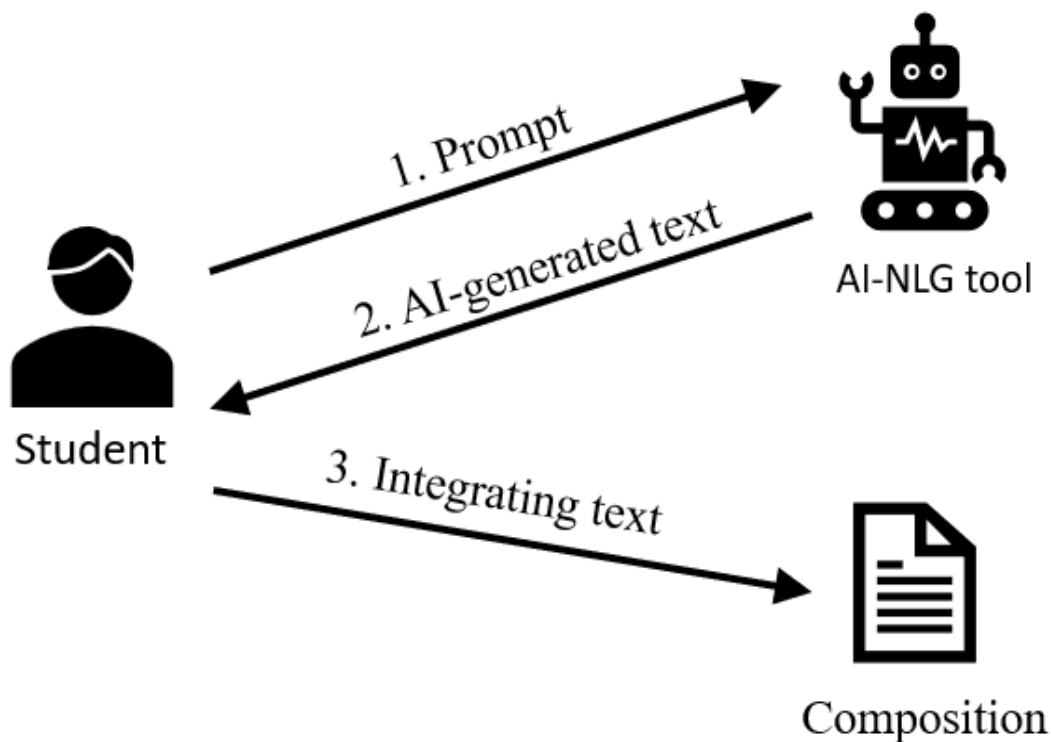 1. Prompt
2. AI-generated text
AI-NLG tool
Student
3. Integrating text
Composition